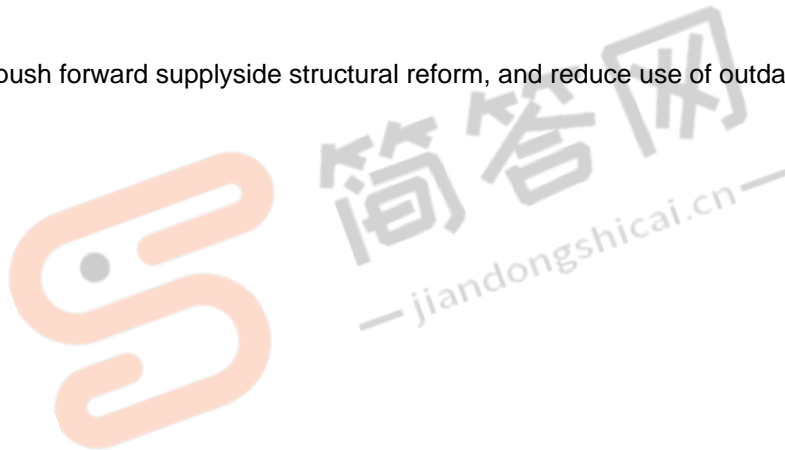 push forward supplyside structural reform, and reduce use of outda
简答网
jiandongshicai.cn